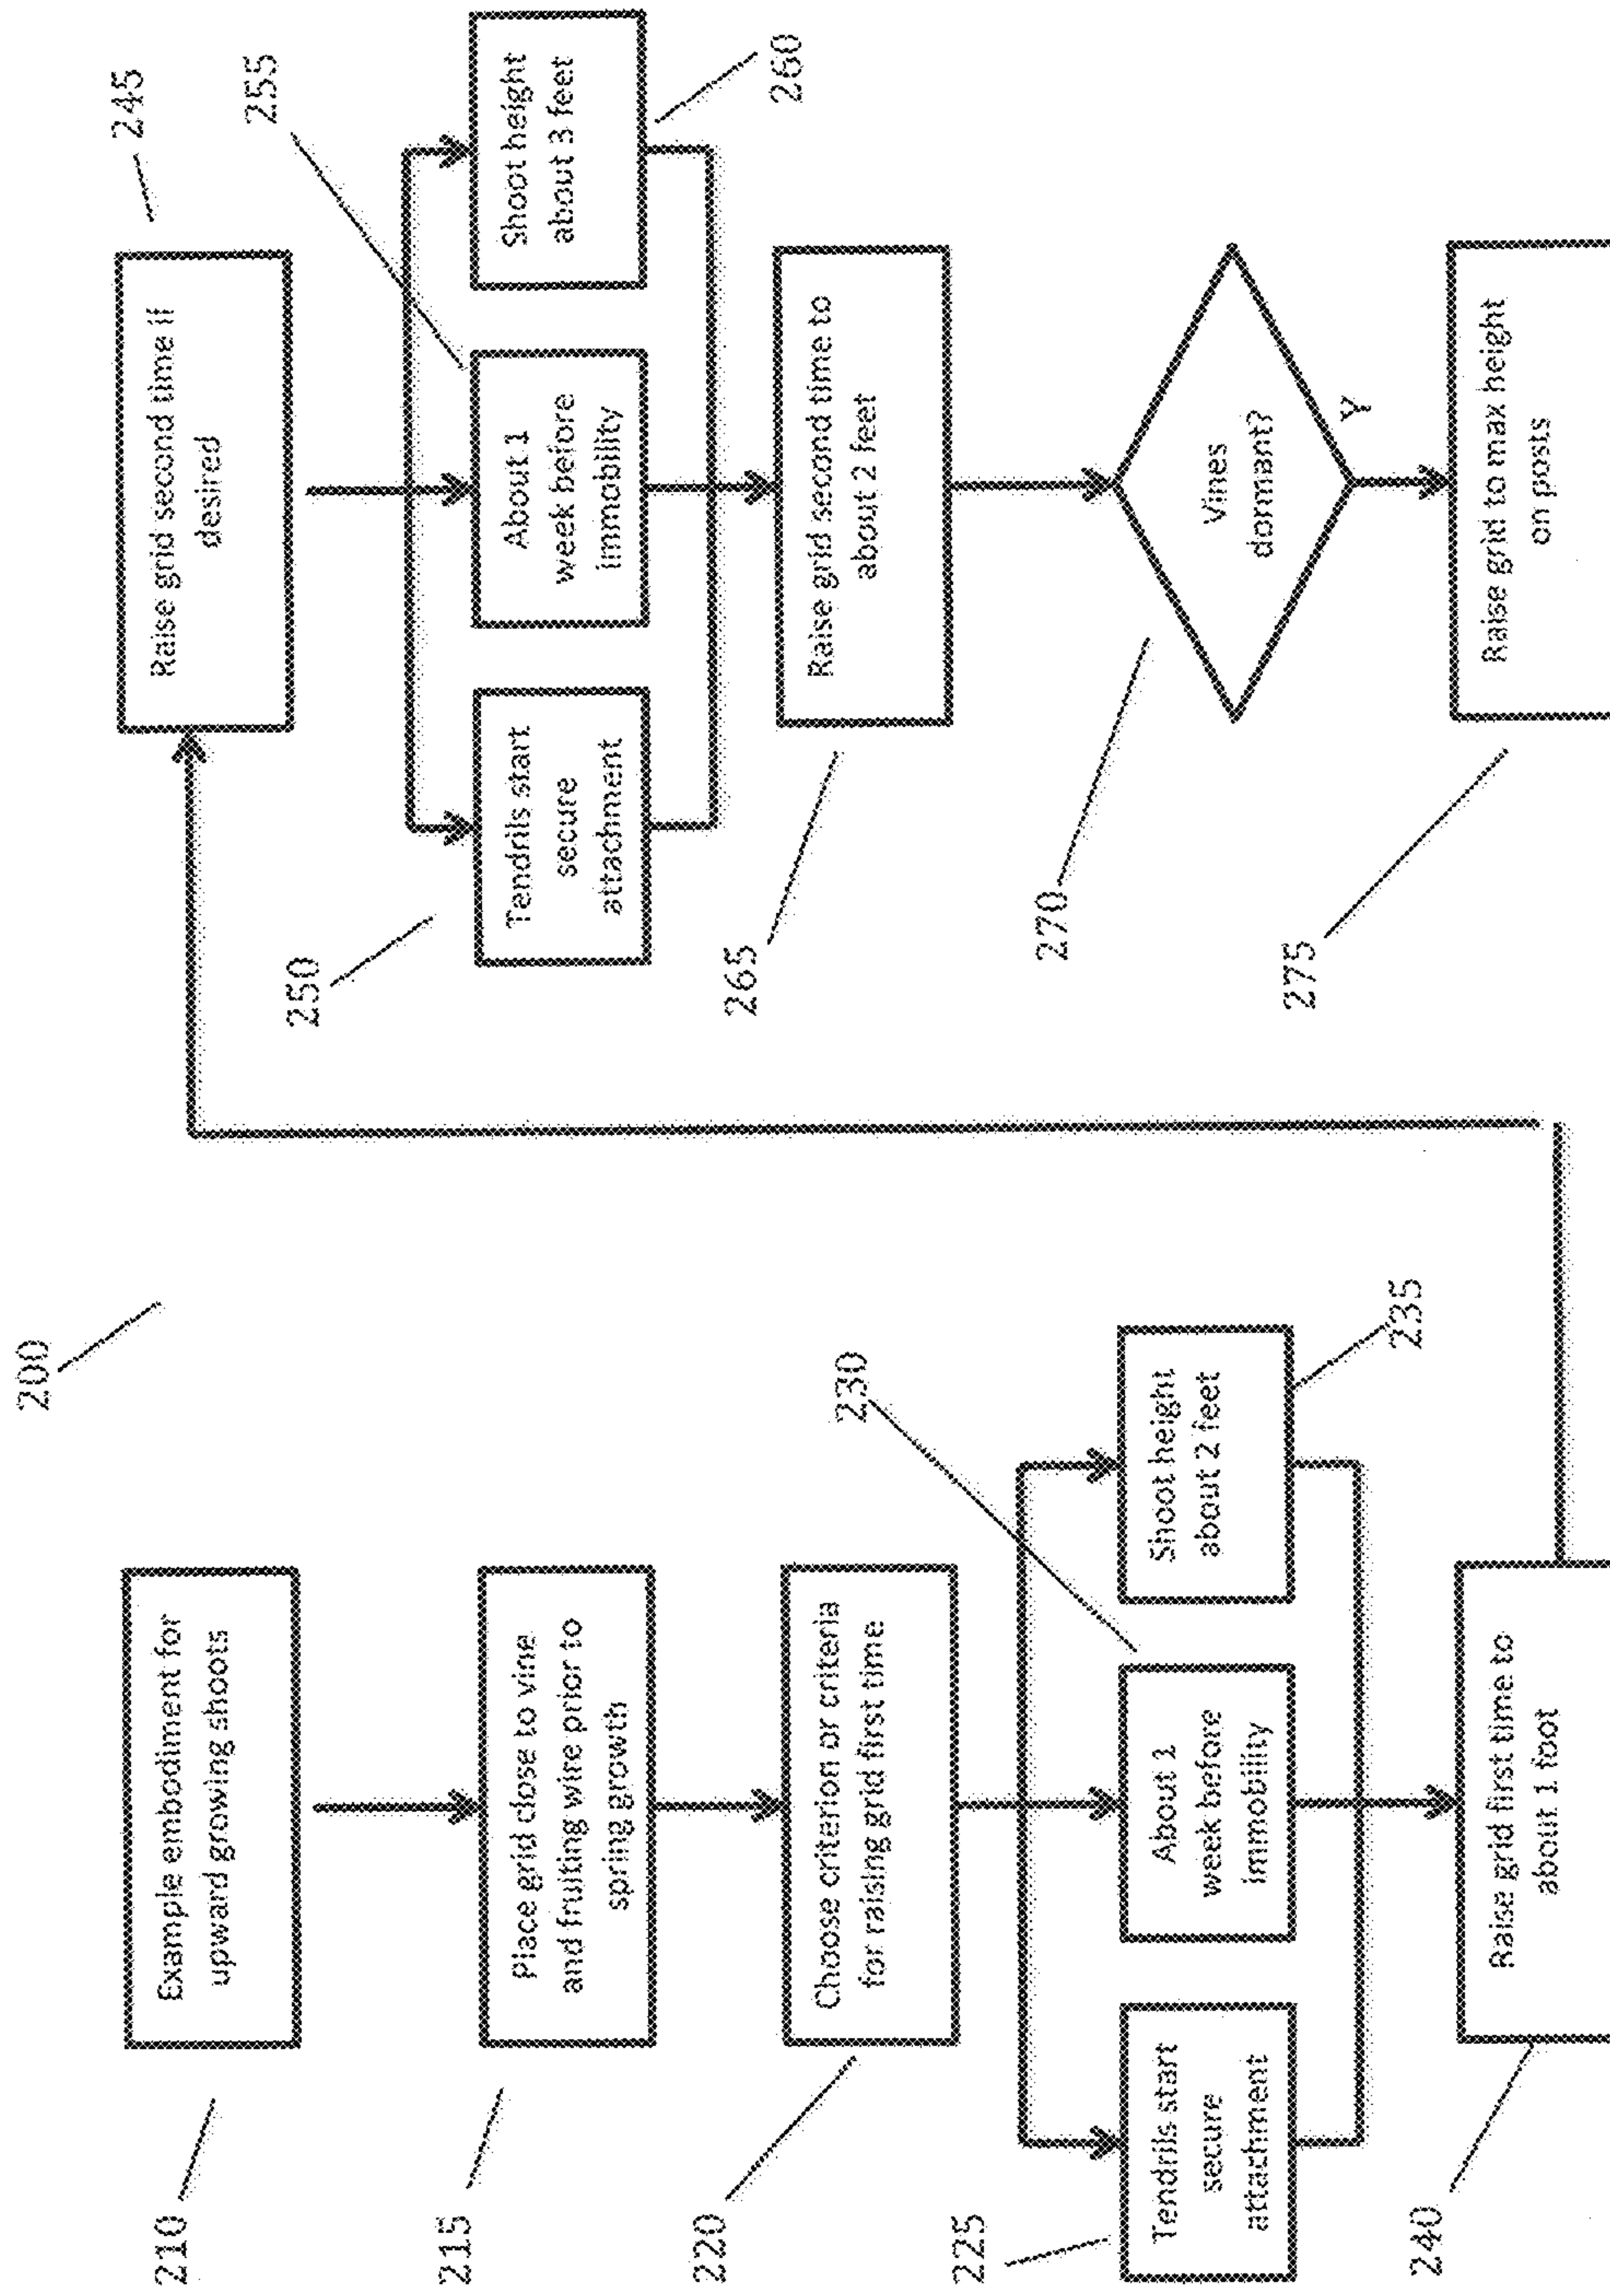 200
210
Example embodiment for
upward growing shoots
215
Place grid close to vine
and fruiting wire prior to
spring growth
220
Choose criterion or criteria
for raising grid first time
225
Tendrils start
secure
attachment
230
About 1
week before
immobility
235
Shoot height
about 2 feet
240
Raise grid first time to
about 1 foot
245
Raise grid second time if
desired
250
Tendrils start
secure
attachment
255
About 1
week before
immobility
260
Shoot height
about 3 feet
265
Raise grid second time to
about 2 feet
270
Vines
dormant?
Y
275
Raise grid to max height
on posts